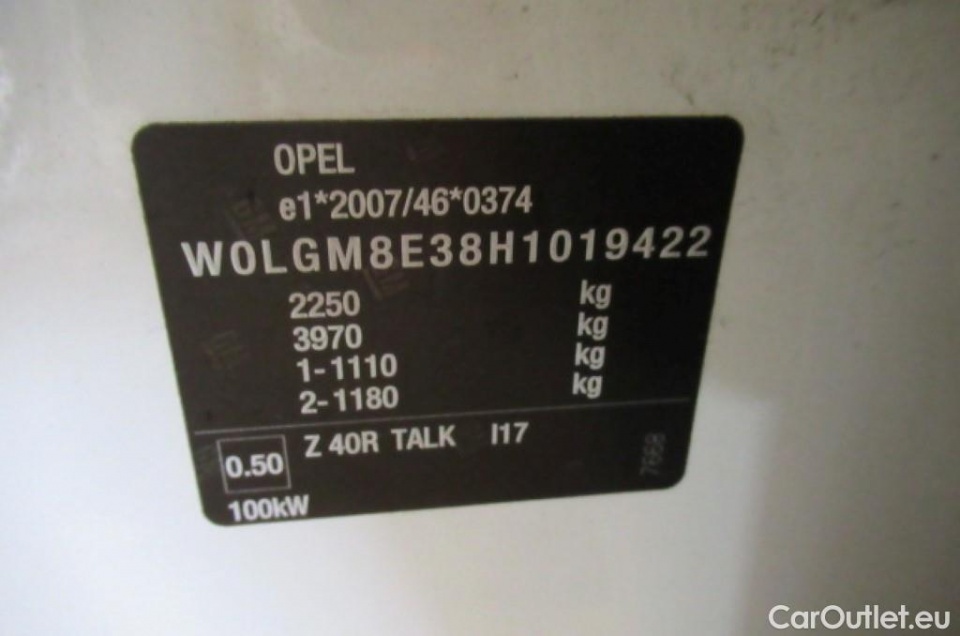 OPEL
e1*2007/46*0374
W0LGM8E38H1019422
2250 kg
3970 kg
1-1110 kg
2-1180 kg
0.50 Z 40R TALK I17
100kW
7668
CarOutlet.eu